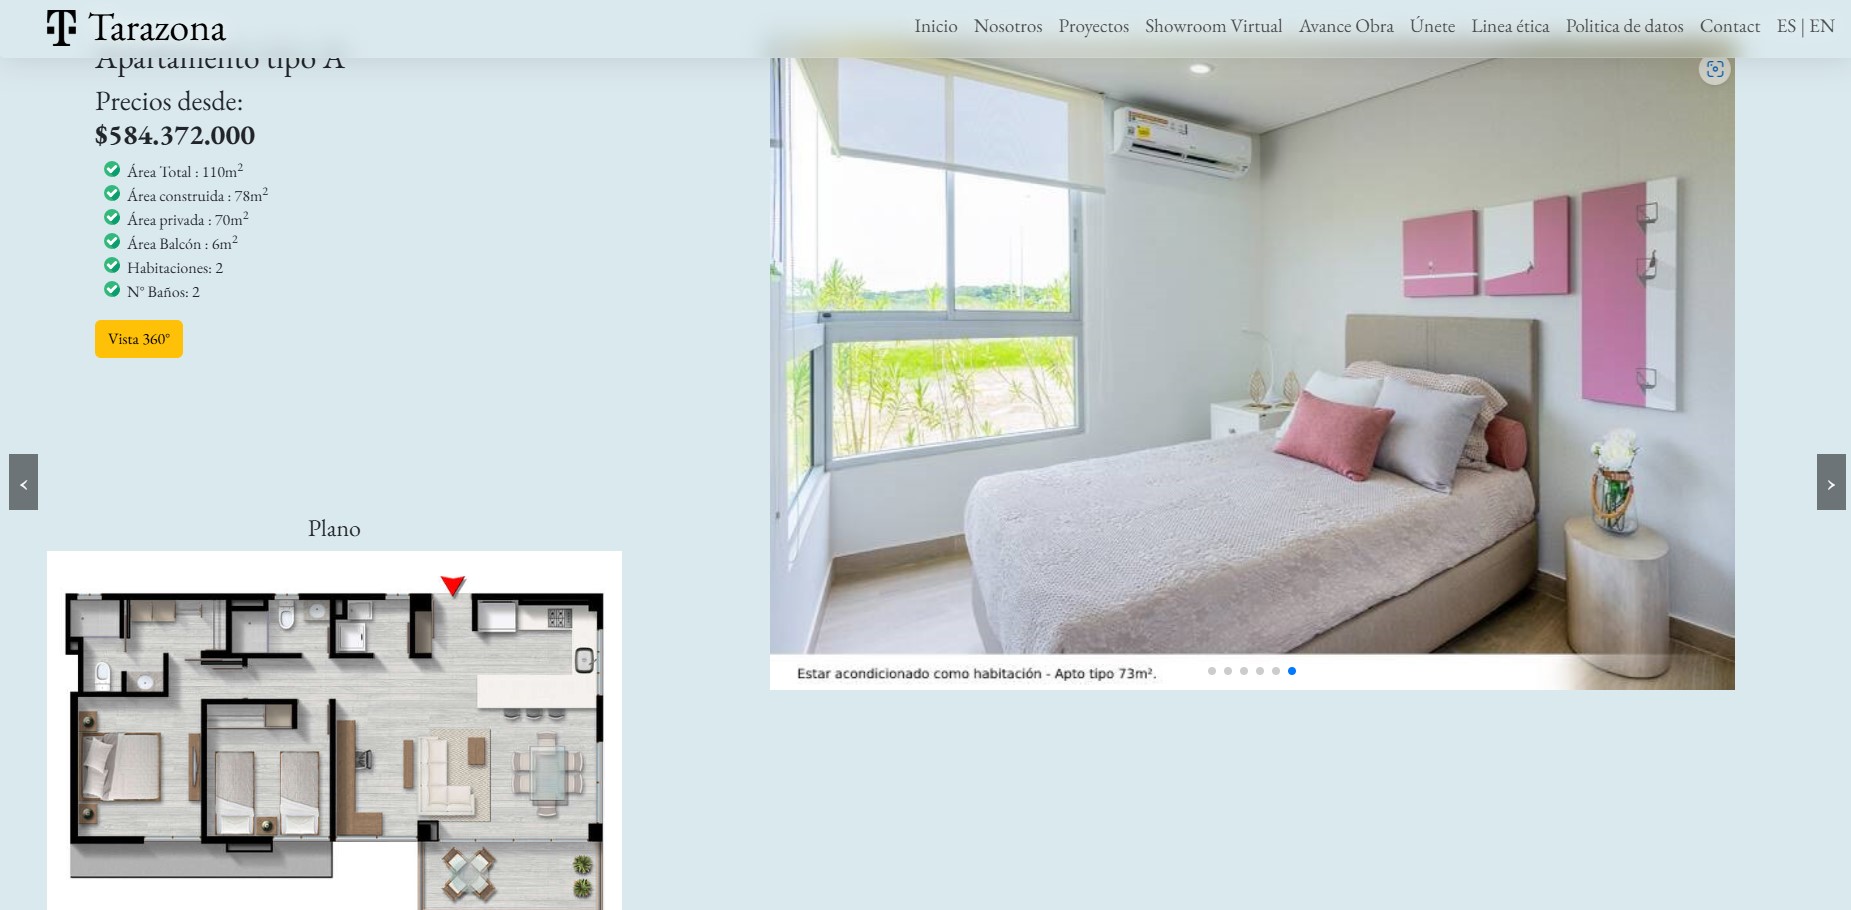 Tarazona
Inicio Nosotros Proyectos Showroom Virtual Avance Obra Únete Linea ética Politica de datos Contact ES | EN
Apartamento tipo A
Precios desde:
$584.372.000
Área Total : 110m²
Área construida : 78m²
Área privada : 70m²
Área Balcón : 6m²
Habitaciones: 2
N° Baños: 2
Vista 360°
Estar acondicionado como habitación - Apto tipo 73m².
Plano